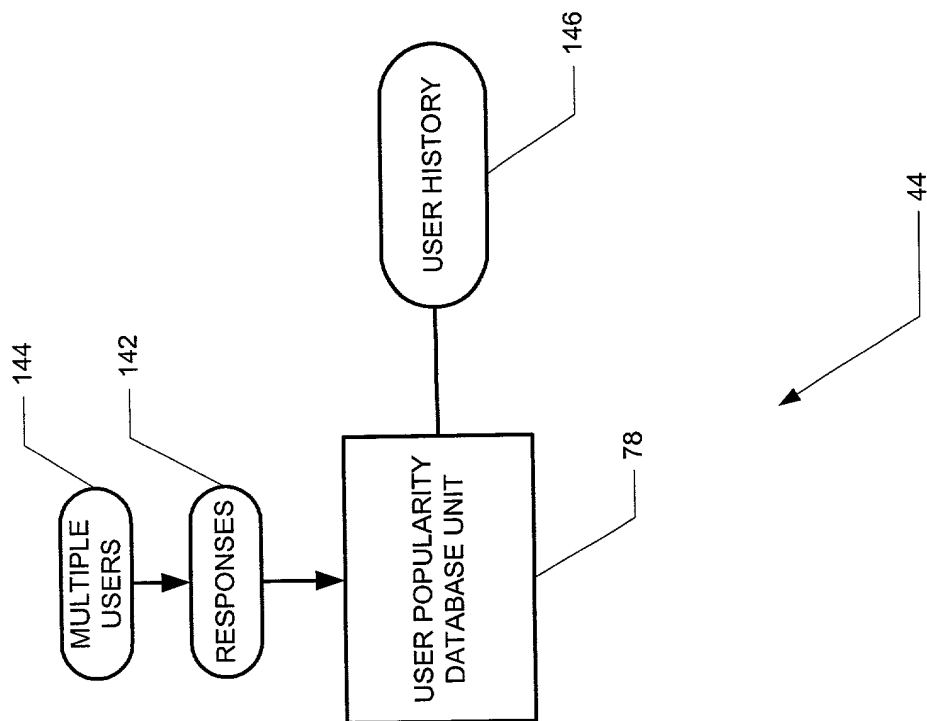 MULTIPLE
USERS
144
RESPONSES
142
USER POPULARITY
DATABASE UNIT
78
USER HISTORY
146
44